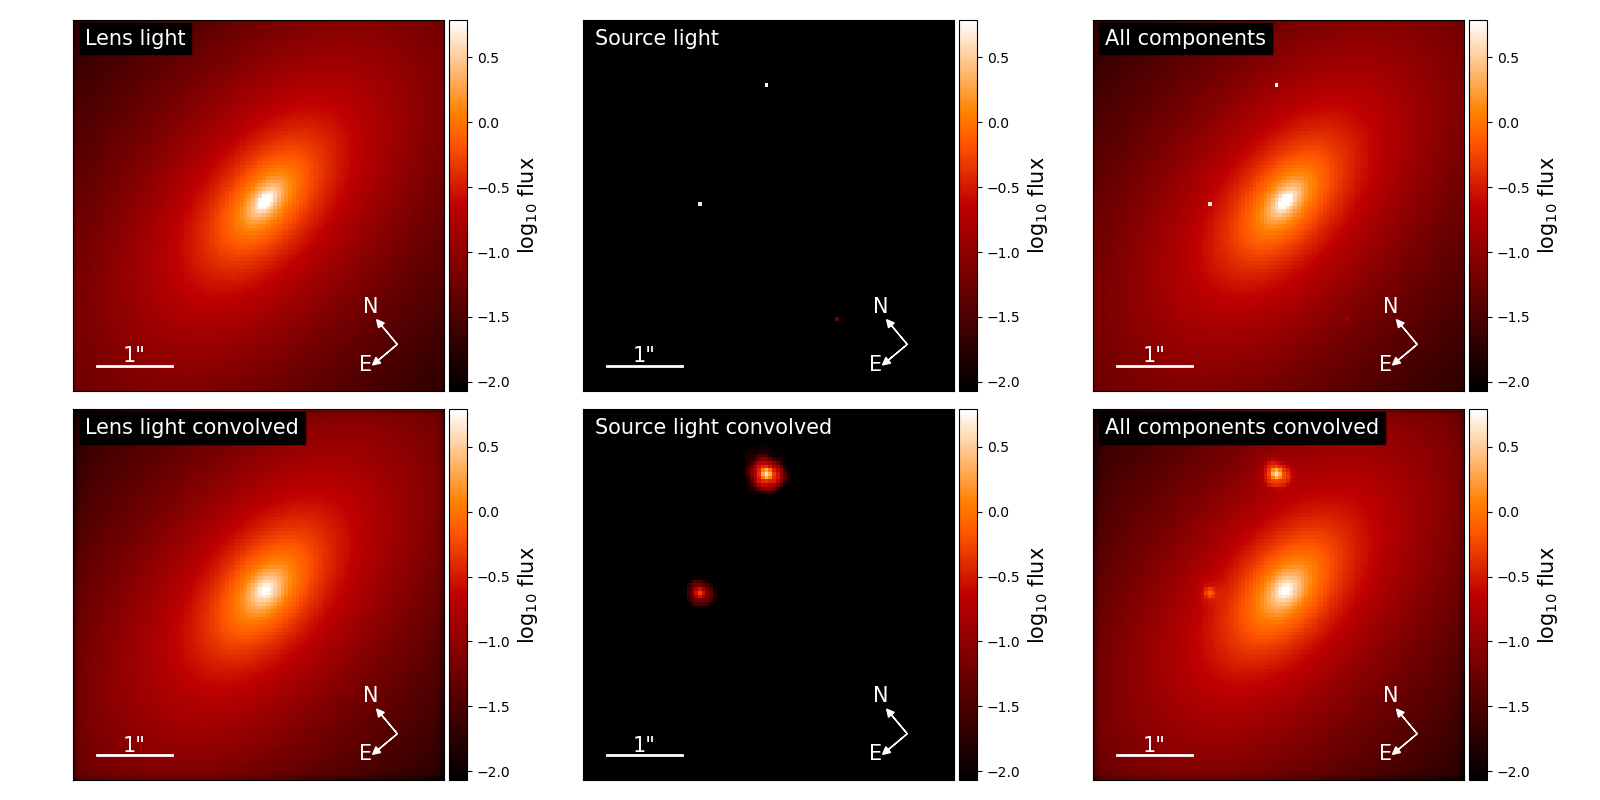 Lens light
0.5
0.0
−0.5
−1.0
−1.5
−2.0
log₁₀ flux
N
E
1"
Source light
0.5
0.0
−0.5
−1.0
−1.5
−2.0
log₁₀ flux
N
E
1"
All components
0.5
0.0
−0.5
−1.0
−1.5
−2.0
log₁₀ flux
N
E
1"
Lens light convolved
0.5
0.0
−0.5
−1.0
−1.5
−2.0
log₁₀ flux
N
E
1"
Source light convolved
0.5
0.0
−0.5
−1.0
−1.5
−2.0
log₁₀ flux
N
E
1"
All components convolved
0.5
0.0
−0.5
−1.0
−1.5
−2.0
log₁₀ flux
N
E
1"